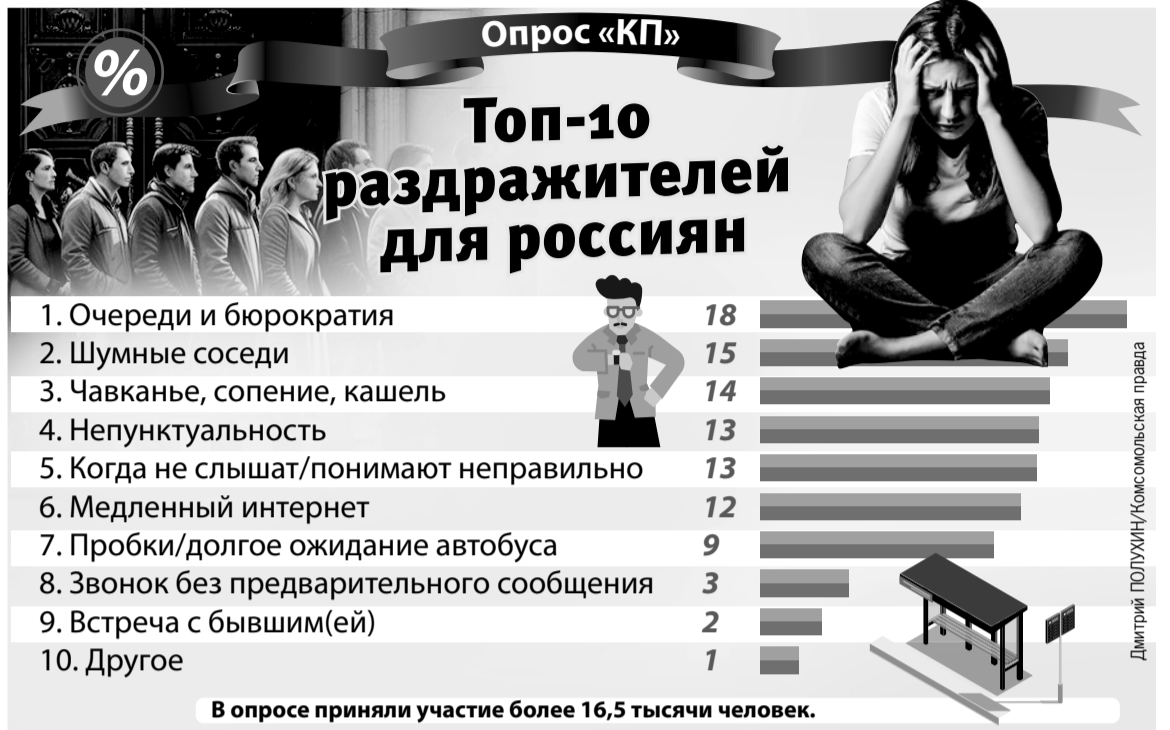 %
Опрос «КП»
Топ-10
раздражителей
для россиян
1. Очереди и бюрократия 18
2. Шумные соседи 15
3. Чавканье, сопение, кашель 14
4. Непунктуальность 13
5. Когда не слышат/понимают неправильно 13
6. Медленный интернет 12
7. Пробки/долгое ожидание автобуса 9
8. Звонок без предварительного сообщения 3
9. Встреча с бывшим(ей) 2
10. Другое 1
В опросе приняли участие более 16,5 тысячи человек.
Дмитрий ПОЛУХИН/Комсомольская правда